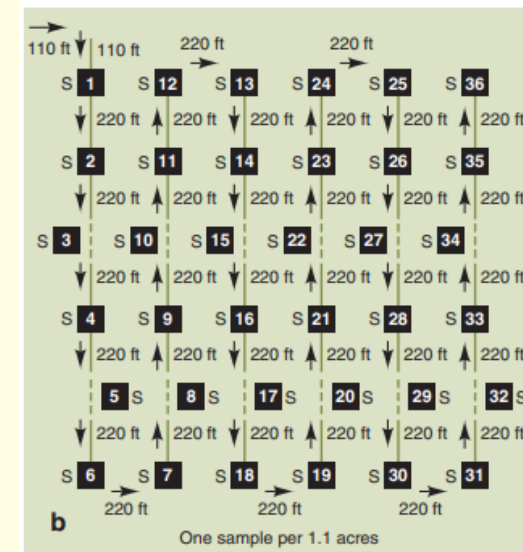 220 ft 220 ft
110 ft 110 ft
S 1 S 12 S 13 S 24 S 25 S 36
220 ft 220 ft 220 ft 220 ft 220 ft 220 ft
S 2 S 11 S 14 S 23 S 26 S 35
220 ft 220 ft 220 ft 220 ft 220 ft 220 ft
S 3 S 10 S 15 S 22 S 27 S 34
220 ft 220 ft 220 ft 220 ft 220 ft 220 ft
S 4 S 9 S 16 S 21 S 28 S 33
220 ft 220 ft 220 ft 220 ft 220 ft 220 ft
5 S 8 S 17 S 20 S 29 S 32 S
220 ft 220 ft 220 ft 220 ft 220 ft 220 ft
S 6 S 7 S 18 S 19 S 30 S 31
220 ft 220 ft 220 ft
b
One sample per 1.1 acres